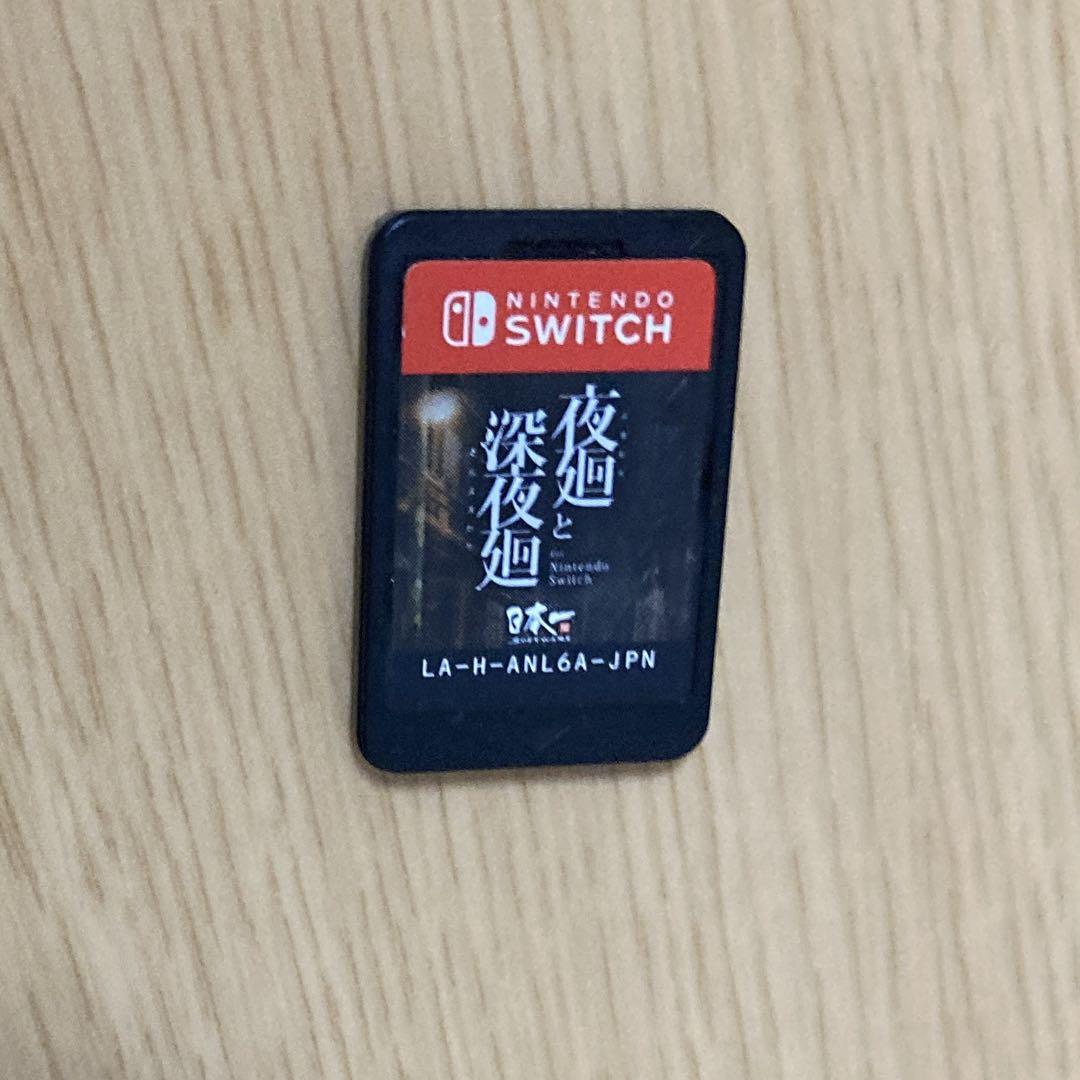 NINTENDO
SWITCH
夜廻と
深夜廻
for
Nintendo
Switch
日本一
LA-H-ANL6A-JPN